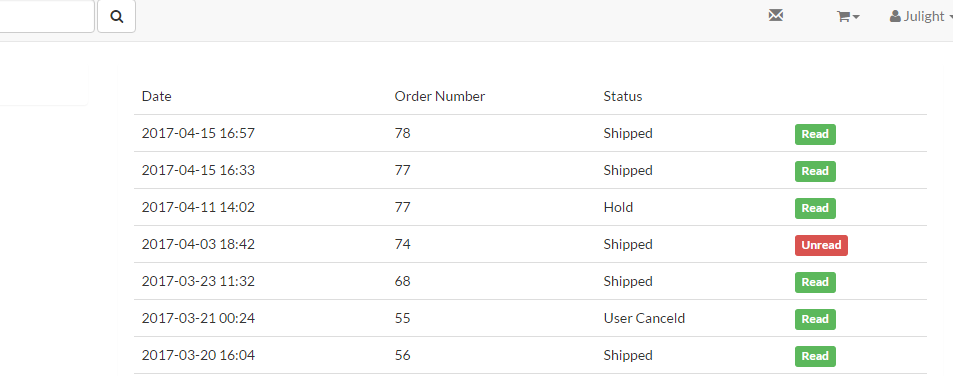 Julight
Date Order Number Status
2017-04-15 16:57 78 Shipped Read
2017-04-15 16:33 77 Shipped Read
2017-04-11 14:02 77 Hold Read
2017-04-03 18:42 74 Shipped Unread
2017-03-23 11:32 68 Shipped Read
2017-03-21 00:24 55 User Canceld Read
2017-03-20 16:04 56 Shipped Read